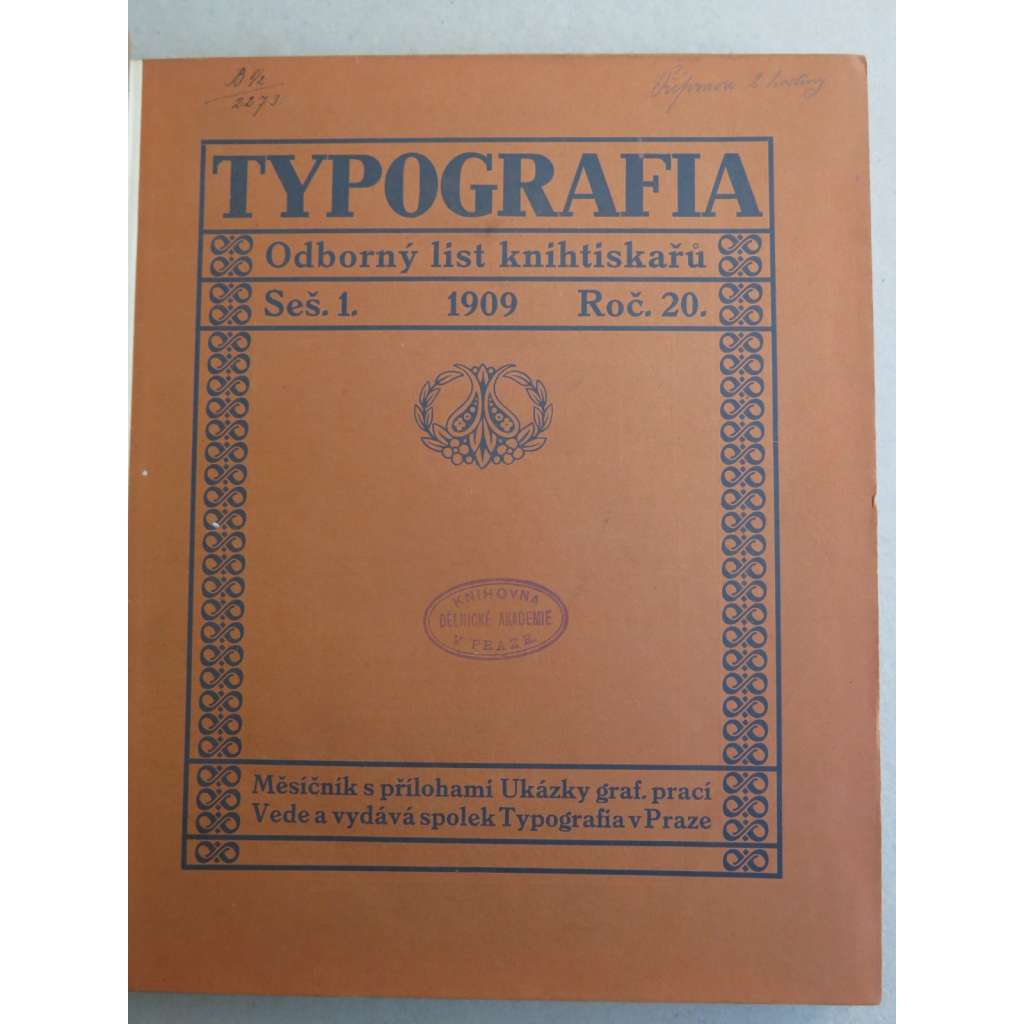 2273
TYPOGRAFIA
Odborný list knihtiskařů
Seš. 1. 1909 Roč. 20.
KNIHOVNA
DĚLNICKÉ AKADEMIE
V PRAZE
Měsíčník s přílohami Ukázky graf. prací
Vede a vydává spolek Typografia v Praze